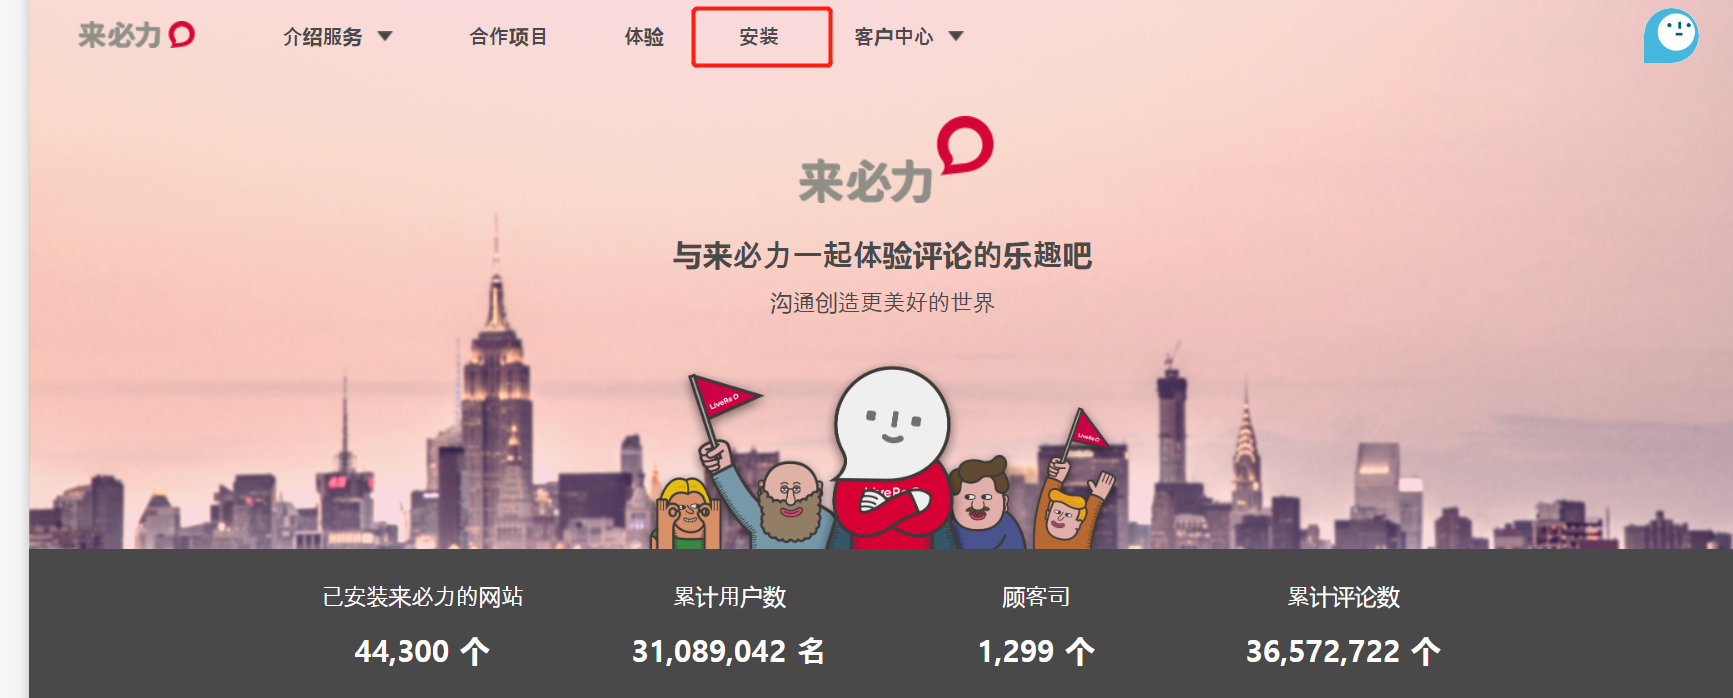 来必力
介绍服务 合作项目 体验 安装 客户中心
来必力
与来必力一起体验评论的乐趣吧
沟通创造更美好的世界
LiveRe
LiveRe
LiveRe
已安装来必力的网站 累计用户数 顾客司 累计评论数
44,300 个 31,089,042 名 1,299 个 36,572,722 个